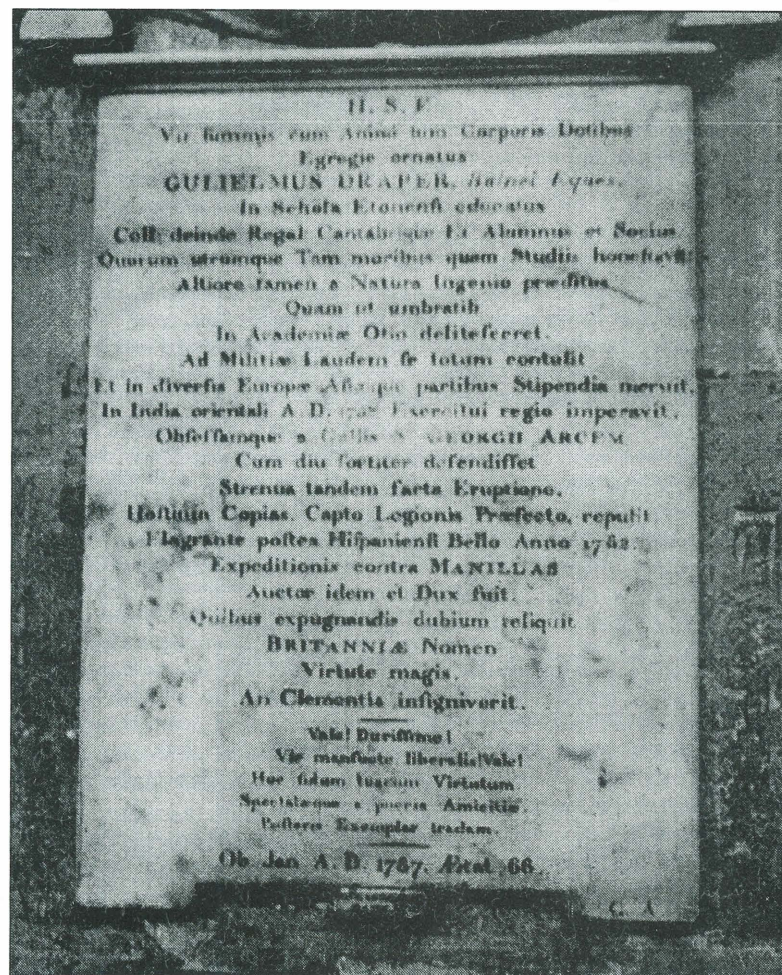 H. S. E
Vir summis cum Animi tum Corporis Dotibus
Egregie ornatus
GULIELMUS DRAPER, Balnei Eques,
In Schola Etonensi educatus
Coll. deinde Regal Cantabrigiæ Et Alumnus et Socius
Quorum utrumque Tam moribus quam Studiis honestavit
Altiore tamen a Natura Ingenio præditus
Quam ut umbratili
In Academiæ Otio delitesceret.
Ad Militiæ Laudem se totum contulit
Et in diversis Europæ Asiæque partibus Stipendia meruit.
In India orientali A. D. Exercitui regio imperavit.
Obsessamque a Gallis S. GEORGII ARCEM
Cum diu fortiter defendisset
Strenua tandem facta Eruptione,
Hostium Copias, Capto Legionis Præfecto, repulit
Flagrante postea Hispaniensi Bello Anno 1762.
Expeditionis contra MANILLAS
Auctor idem et Dux fuit.
Quibus expugnandis dubium reliquit
BRITANNIÆ Nomen
Virtute magis.
An Clementia insigniverit.
Vale! Durissime!
Vir mansuete liberalis! Vale!
Hoc fidum tuarum Virtutum
Spectatæque a pueris Amicitiæ.
Posteris Exemplar tradam.
Ob Jan A. D. 1787. Ætat 66.